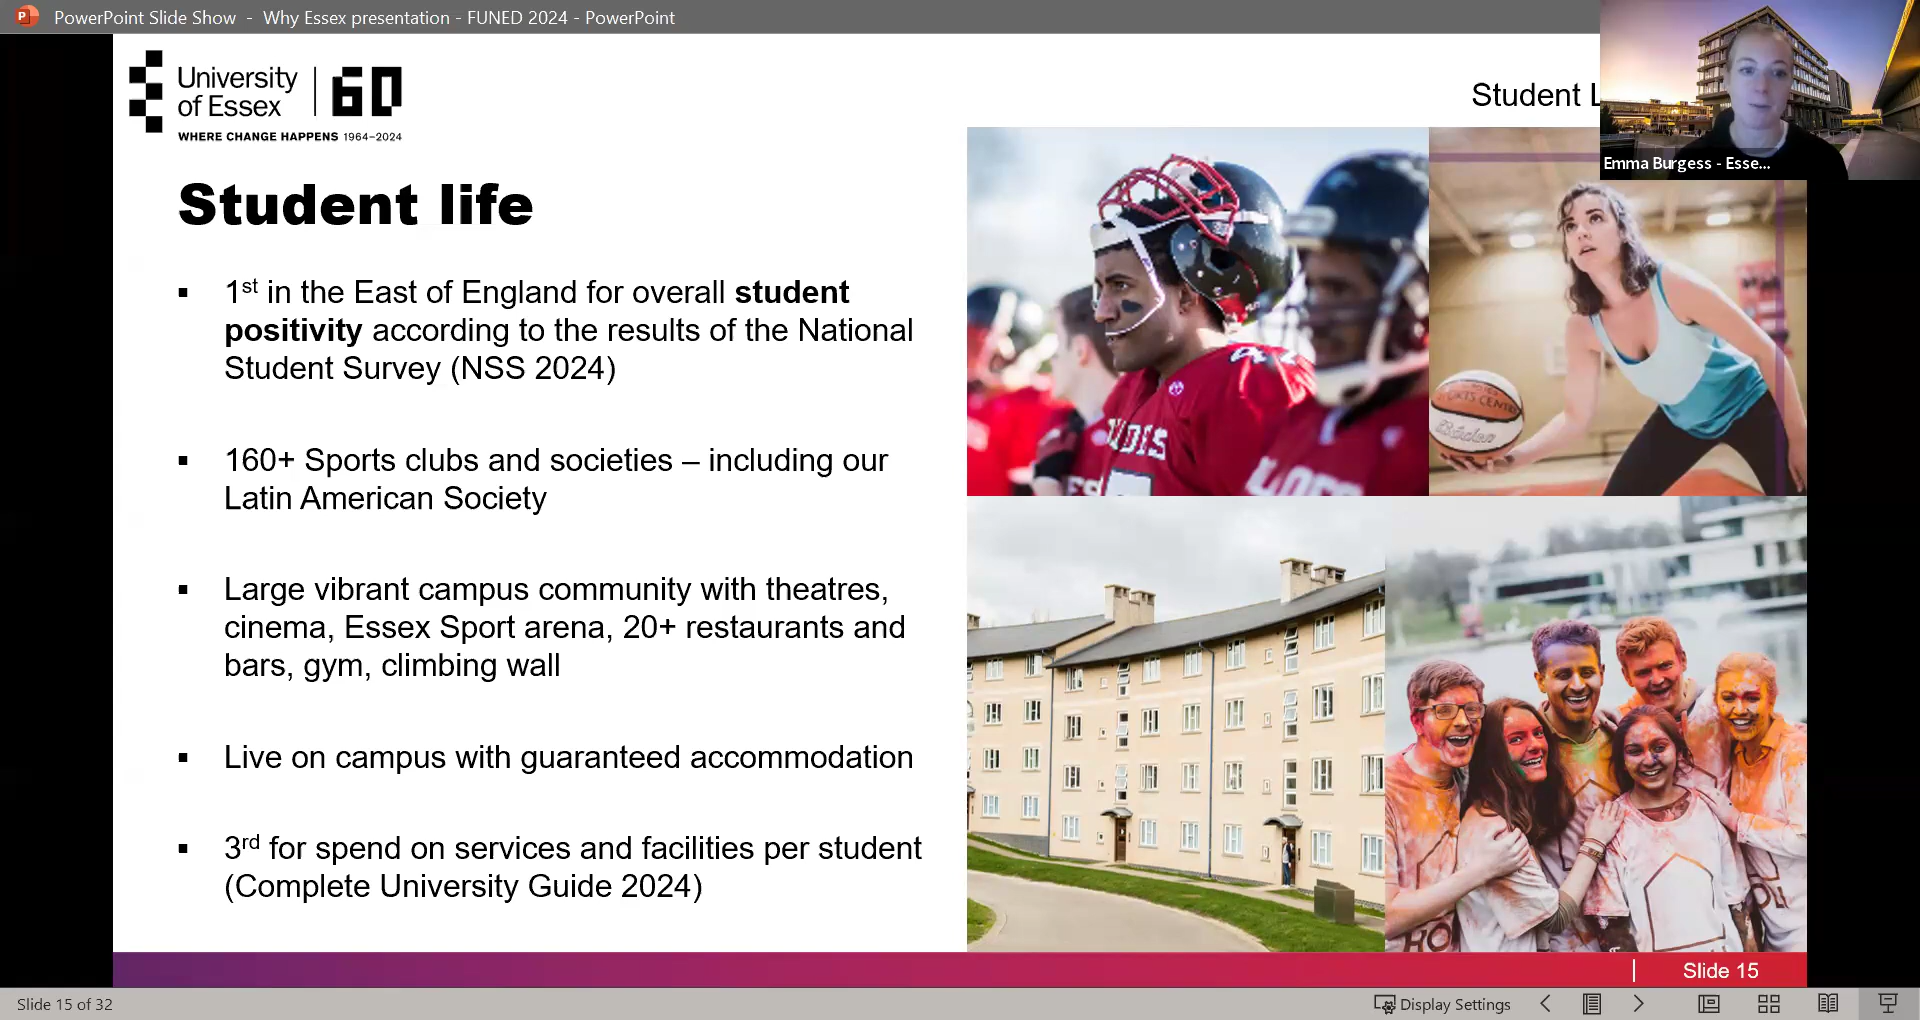 PowerPoint Slide Show - Why Essex presentation - FUNED 2024 - PowerPoint
University
of Essex
60
WHERE CHANGE HAPPENS 1964–2024
Student L
Emma Burgess - Esse...
Student life
1st in the East of England for overall student
positivity according to the results of the National
Student Survey (NSS 2024)
160+ Sports clubs and societies – including our
Latin American Society
Large vibrant campus community with theatres,
cinema, Essex Sport arena, 20+ restaurants and
bars, gym, climbing wall
Live on campus with guaranteed accommodation
3rd for spend on services and facilities per student
(Complete University Guide 2024)
Baden
Slide 15
Slide 15 of 32
Display Settings